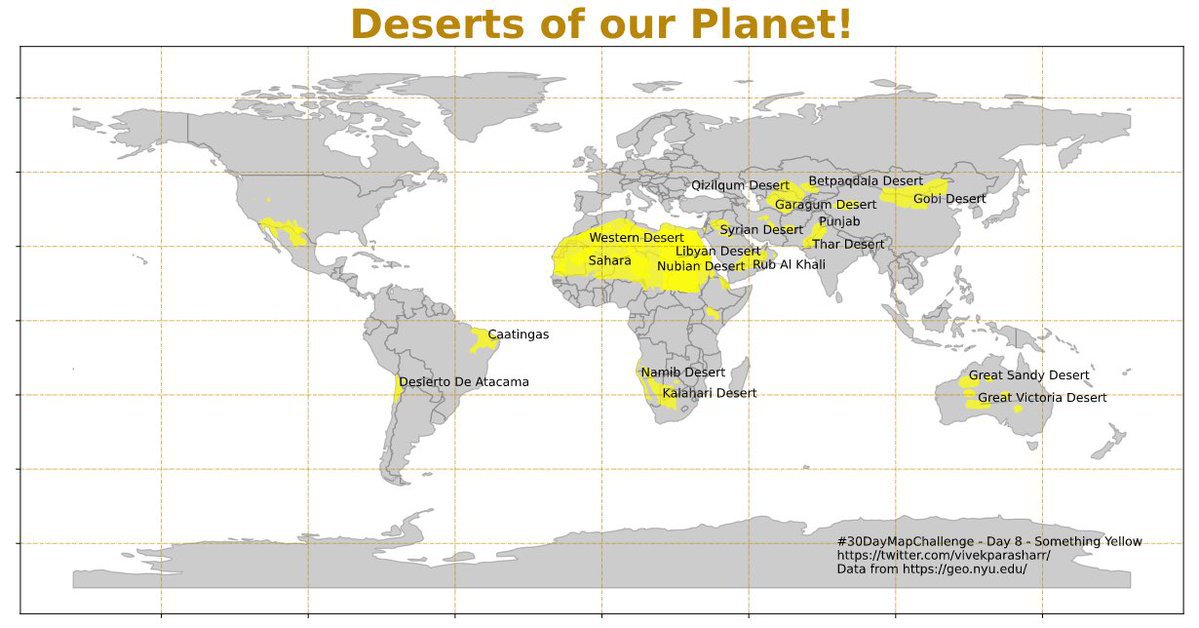 Deserts of our Planet!
Qizilqum Desert
Betpaqdala Desert
Gobi Desert
Garagum Desert
Punjab
Syrian Desert
Western Desert
Thar Desert
Libyan Desert
Sahara
Nubian Desert
Rub Al Khali
Caatingas
Namib Desert
Great Sandy Desert
Desierto De Atacama
Kalahari Desert
Great Victoria Desert
#30DayMapChallenge - Day 8 - Something Yellow
https://twitter.com/vivekparasharr/
Data from https://geo.nyu.edu/